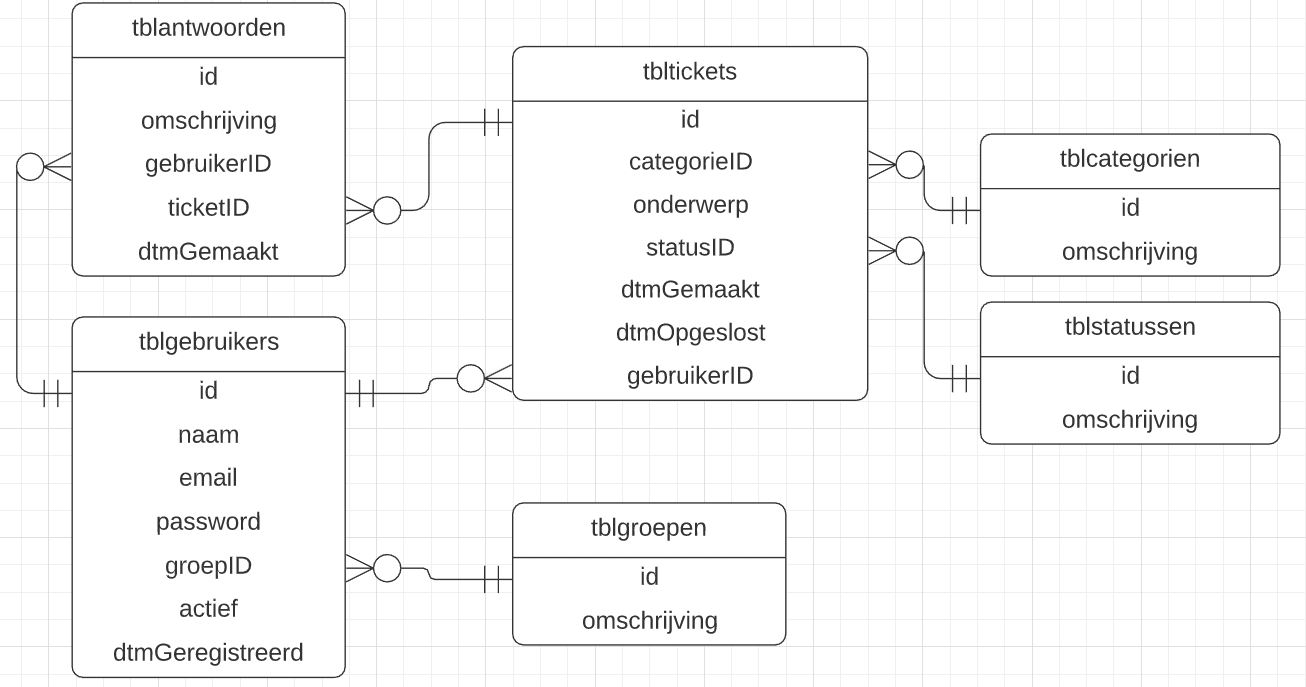 tblantwoorden
id
omschrijving
gebruikerID
ticketID
dtmGemaakt
tbltickets
id
categorieID
onderwerp
statusID
dtmGemaakt
dtmOpgeslost
gebruikerID
tblcategorien
id
omschrijving
tblstatussen
id
omschrijving
tblgebruikers
id
naam
email
password
groepID
actief
dtmGeregistreerd
tblgroepen
id
omschrijving